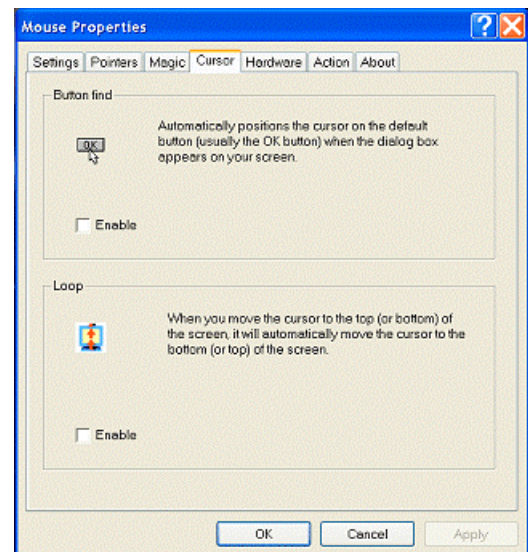 Mouse Properties
Settings Pointers Magic Cursor Hardware Action About
Button find
OK
Automatically positions the cursor on the default
button (usually the OK button) when the dialog box
appears on your screen.
Enable
Loop
When you move the cursor to the top (or bottom) of
the screen, it will automatically move the cursor to the
bottom (or top) of the screen.
Enable
OK Cancel Apply